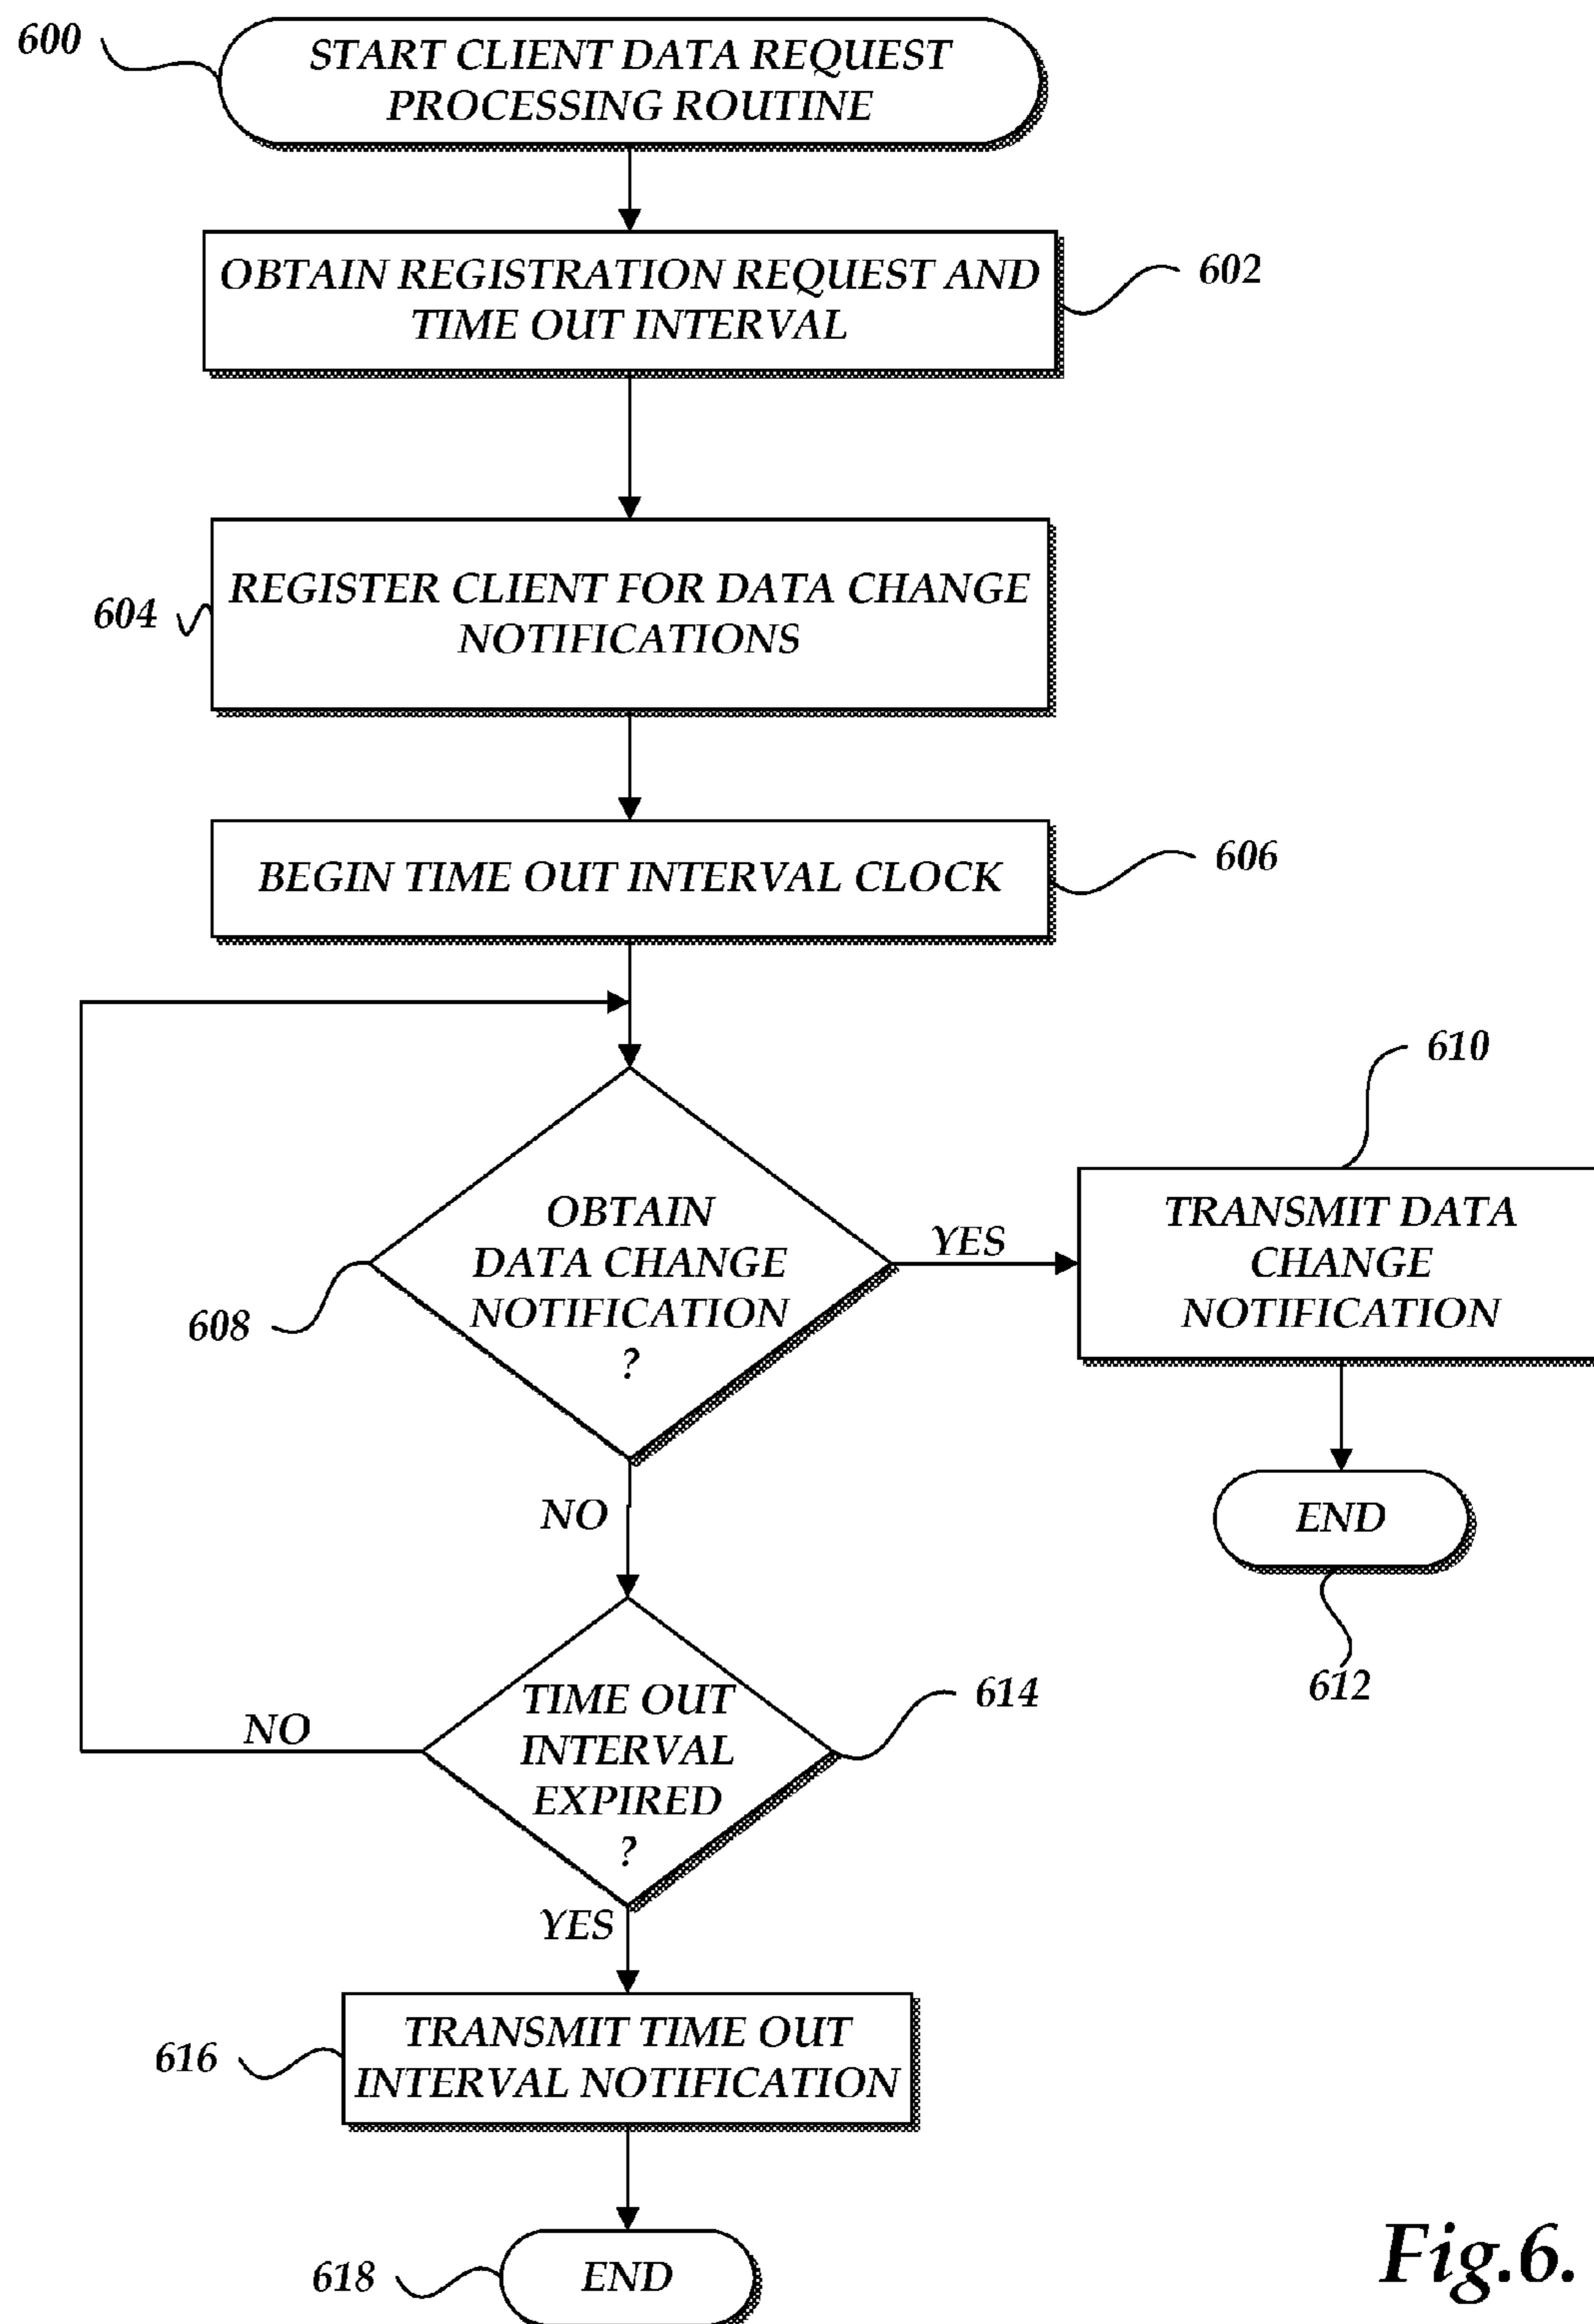 600
START CLIENT DATA REQUEST
PROCESSING ROUTINE
OBTAIN REGISTRATION REQUEST AND
TIME OUT INTERVAL
602
604
REGISTER CLIENT FOR DATA CHANGE
NOTIFICATIONS
BEGIN TIME OUT INTERVAL CLOCK
606
608
OBTAIN
DATA CHANGE
NOTIFICATION
?
YES
610
TRANSMIT DATA
CHANGE
NOTIFICATION
END
612
NO
TIME OUT
INTERVAL
EXPIRED
?
614
NO
YES
616
TRANSMIT TIME OUT
INTERVAL NOTIFICATION
618
END
Fig.6.